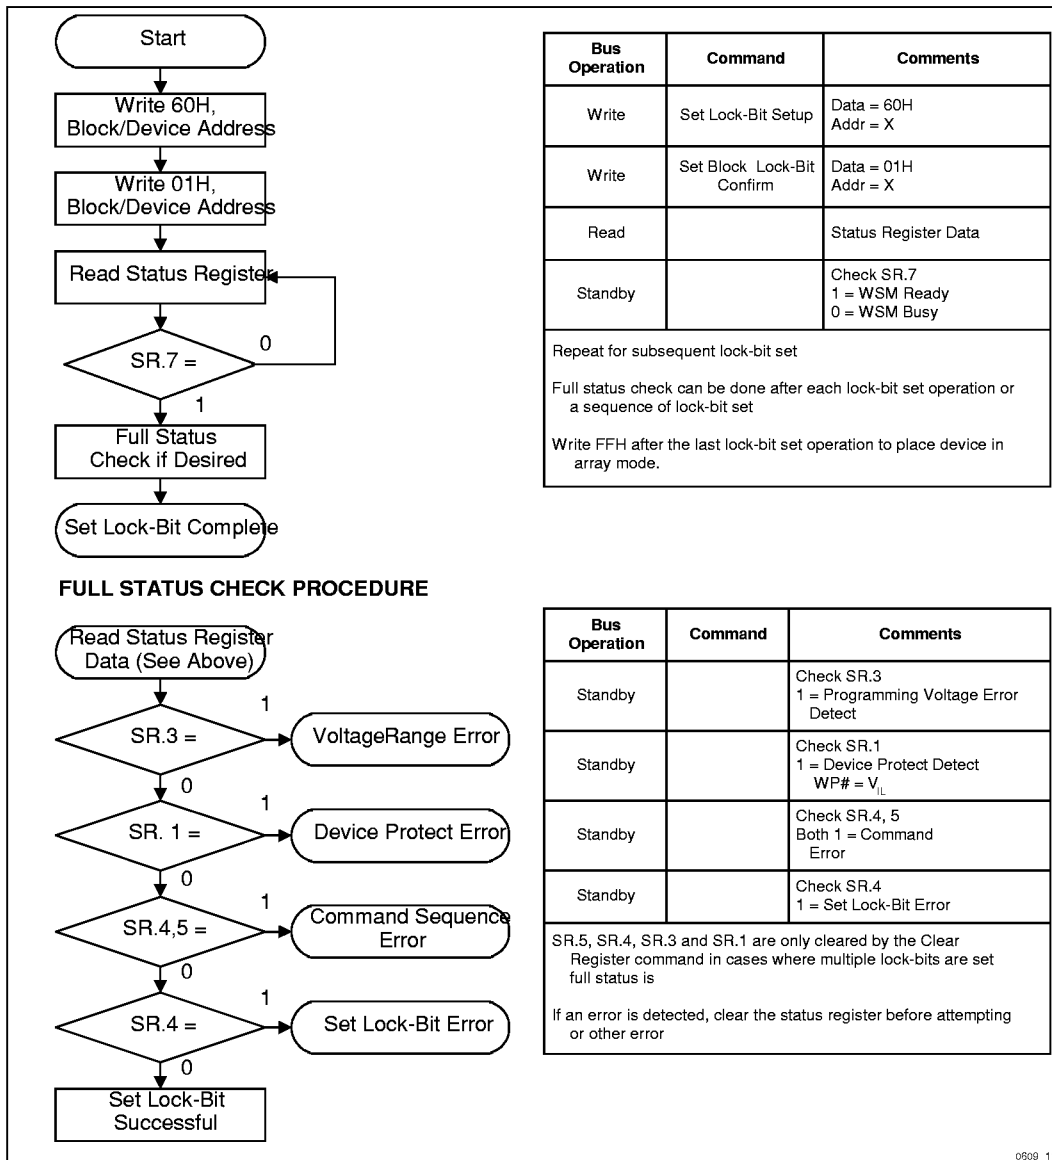 Start
Write 60H,
Block/Device Address
Write 01H,
Block/Device Address
Read Status Register
0
SR.7 =
1
Full Status
Check if Desired
Set Lock-Bit Complete
Bus
Operation
Command
Comments
Write
Set Lock-Bit Setup
Data = 60H
Addr = X
Write
Set Block Lock-Bit
Confirm
Data = 01H
Addr = X
Read
Status Register Data
Standby
Check SR.7
1 = WSM Ready
0 = WSM Busy
Repeat for subsequent lock-bit set
Full status check can be done after each lock-bit set operation or
a sequence of lock-bit set
Write FFH after the last lock-bit set operation to place device in
array mode.
FULL STATUS CHECK PROCEDURE
Read Status Register
Data (See Above)
1
SR.3 =
VoltageRange Error
0
1
SR. 1 =
Device Protect Error
0
1
SR.4,5 =
Command Sequence
Error
0
1
SR.4 =
Set Lock-Bit Error
0
Set Lock-Bit
Successful
Bus
Operation
Command
Comments
Standby
Check SR.3
1 = Programming Voltage Error
Detect
Standby
Check SR.1
1 = Device Protect Detect
WP# = VIL
Standby
Check SR.4, 5
Both 1 = Command
Error
Standby
Check SR.4
1 = Set Lock-Bit Error
SR.5, SR.4, SR.3 and SR.1 are only cleared by the Clear
Register command in cases where multiple lock-bits are set
full status is
If an error is detected, clear the status register before attempting
or other error
0609_1